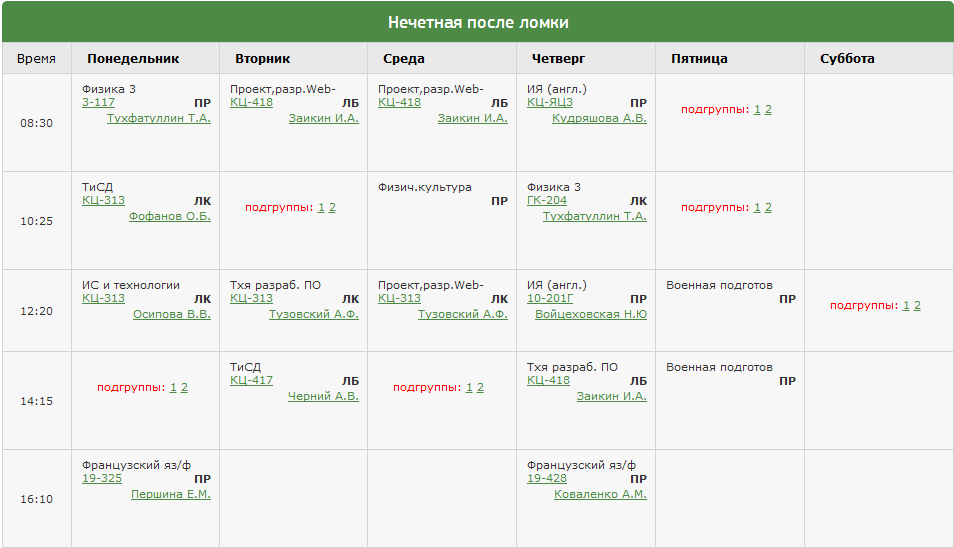 Нечетная после ломки
Время Понедельник Вторник Среда Четверг Пятница Суббота
08:30
Физика 3
3-117 ПР
Тухфатуллин Т.А.
Проект,разр.Web-
КЦ-418 ЛБ
Заикин И.А.
Проект,разр.Web-
КЦ-418 ЛБ
Заикин И.А.
ИЯ (англ.)
КЦ-ЯЦ3 ПР
Кудряшова А.В.
подгруппы: 1 2
10:25
ТиСД
КЦ-313 ЛК
Фофанов О.Б.
подгруппы: 1 2
Физич.культура
ПР
Физика 3
ГК-204 ЛК
Тухфатуллин Т.А.
подгруппы: 1 2
12:20
ИС и технологии
КЦ-313 ЛК
Осипова В.В.
Тхя разраб. ПО
КЦ-313 ЛК
Тузовский А.Ф.
Проект,разр.Web-
КЦ-313 ЛК
Тузовский А.Ф.
ИЯ (англ.)
10-201Г ПР
Войцеховская Н.Ю
Военная подготов
ПР
подгруппы: 1 2
14:15
подгруппы: 1 2
ТиСД
КЦ-417 ЛБ
Черний А.В.
подгруппы: 1 2
Тхя разраб. ПО
КЦ-418 ЛБ
Заикин И.А.
Военная подготов
ПР
16:10
Французский яз/ф
19-325 ПР
Першина Е.М.
Французский яз/ф
19-428 ПР
Коваленко А.М.